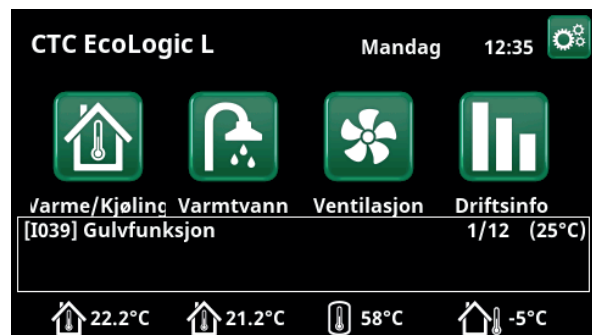 CTC EcoLogic L Mandag 12:35
Varme/Kjøling Varmtvann Ventilasjon Driftsinfo
[I039] Gulvfunksjon 1/12 (25°C)
22.2°C 21.2°C 58°C -5°C